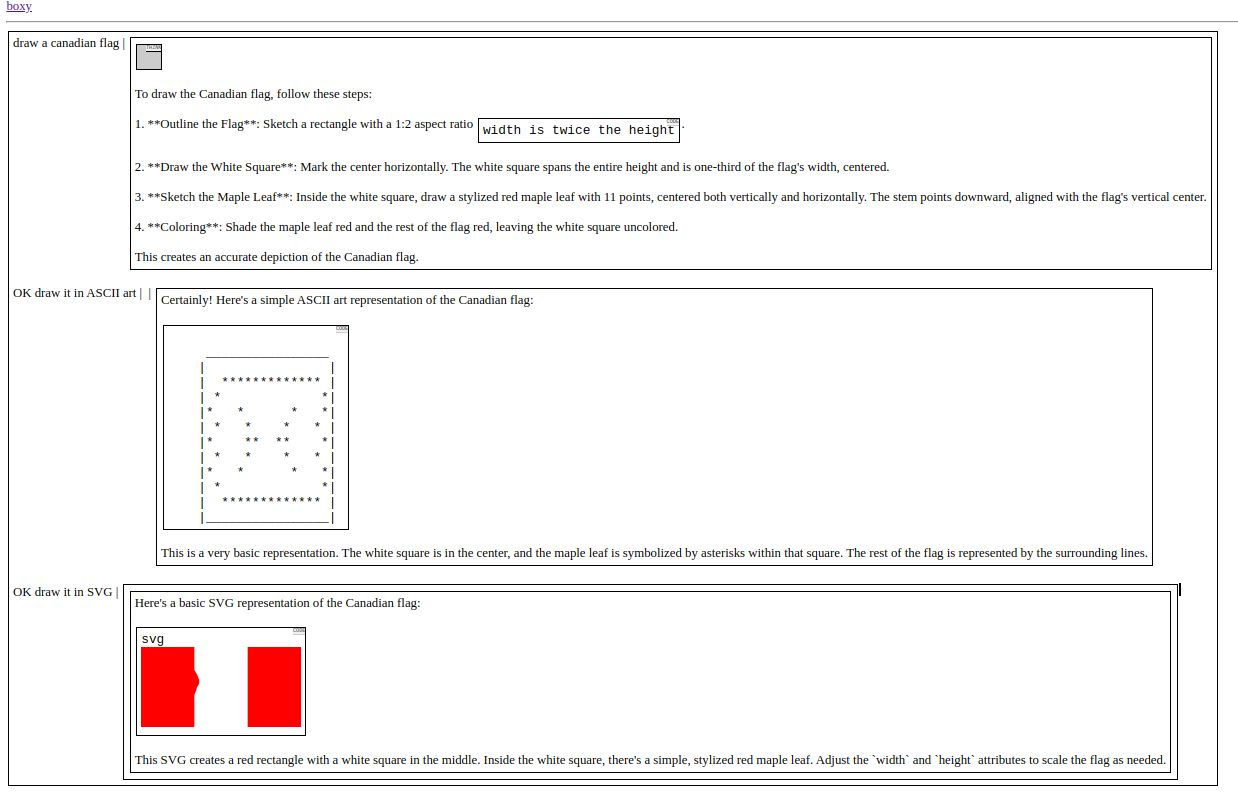 boxy
draw a canadian flag |
THINK
To draw the Canadian flag, follow these steps:
1. **Outline the Flag**: Sketch a rectangle with a 1:2 aspect ratio width is twice the height CODE .
2. **Draw the White Square**: Mark the center horizontally. The white square spans the entire height and is one-third of the flag's width, centered.
3. **Sketch the Maple Leaf**: Inside the white square, draw a stylized red maple leaf with 11 points, centered both vertically and horizontally. The stem points downward, aligned with the flag's vertical center.
4. **Coloring**: Shade the maple leaf red and the rest of the flag red, leaving the white square uncolored.
This creates an accurate depiction of the Canadian flag.
OK draw it in ASCII art | |
Certainly! Here's a simple ASCII art representation of the Canadian flag:
CODE
 ________________
|                |
|  ************* |
| *             *|
|*   *      *   *|
| *   *    *   * |
|*    **  **    *|
| *   *    *   * |
|*   *      *   *|
| *             *|
|  ************* |
|________________|
This is a very basic representation. The white square is in the center, and the maple leaf is symbolized by asterisks within that square. The rest of the flag is represented by the surrounding lines.
OK draw it in SVG |
Here's a basic SVG representation of the Canadian flag:
CODE
svg
This SVG creates a red rectangle with a white square in the middle. Inside the white square, there's a simple, stylized red maple leaf. Adjust the `width` and `height` attributes to scale the flag as needed.